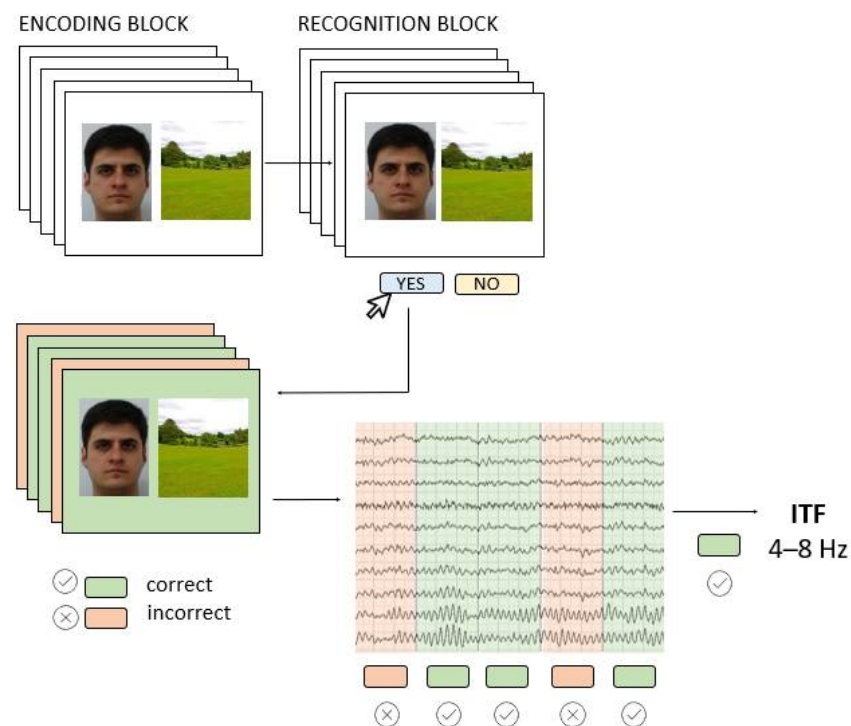 ENCODING BLOCK
RECOGNITION BLOCK
YES
NO
correct
incorrect
ITF
4–8 Hz